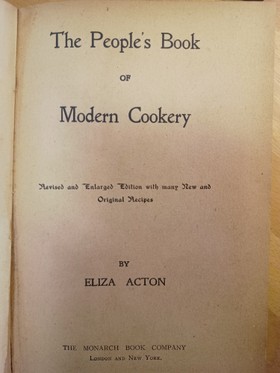 The People's Book
OF
Modern Cookery
Revised and Enlarged Edition with many New and
Original Recipes
BY
ELIZA ACTON
THE MONARCH BOOK COMPANY
LONDON AND NEW YORK.